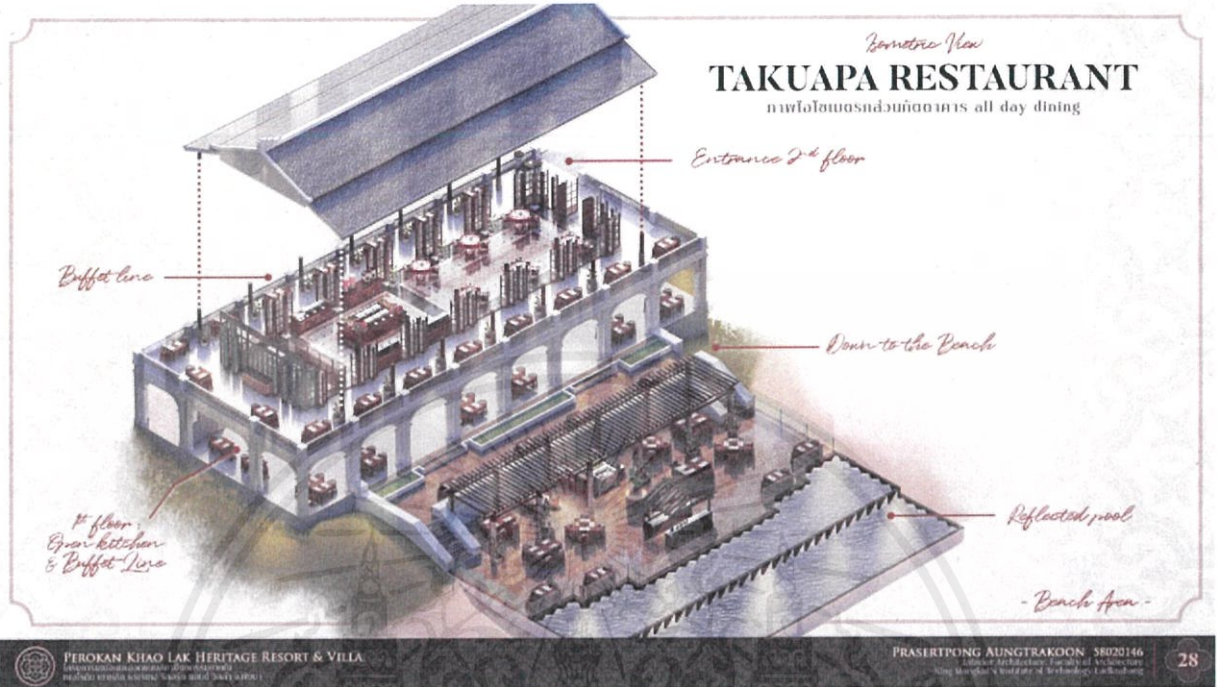 Isometric View
TAKUAPA RESTAURANT
ภาพไอโซเมตริกส่วนภัตตาคาร all day dining
Entrance 2nd floor
Buffet line
Down to the Beach
1st floor :
Open kitchen
& Buffet Line
Reflected pool
- Beach Area -
PEROKAN KHAO LAK HERITAGE RESORT & VILLA
PRASERTPONG AUNGTRAKOON 58020146
Interior Architecture, Faculty of Architecture
King Mongkut's Institute of Technology Ladkrabang
28